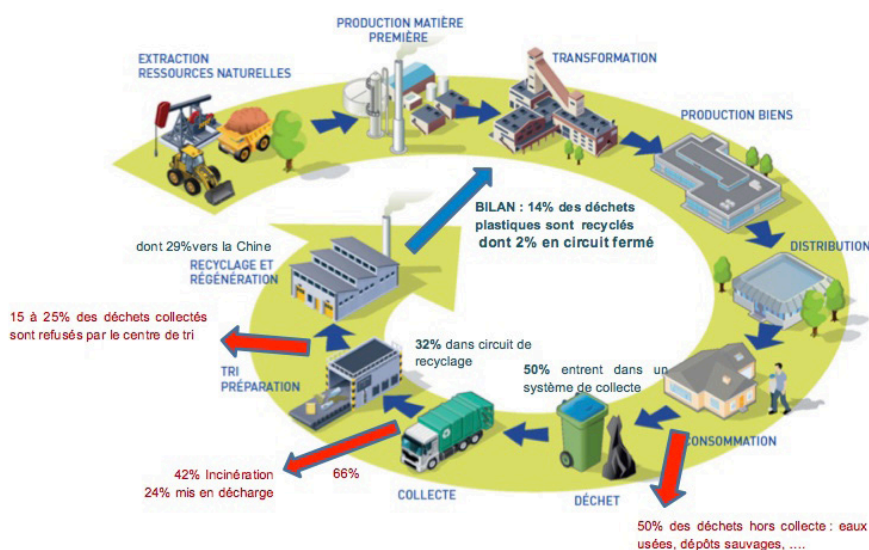 PRODUCTION MATIÈRE
PREMIÈRE
EXTRACTION
RESSOURCES NATURELLES
TRANSFORMATION
PRODUCTION BIENS
BILAN : 14% des déchets
plastiques sont recyclés
dont 2% en circuit fermé
dont 29%vers la Chine
RECYCLAGE ET
RÉGÉNÉRATION
DISTRIBUTION
15 à 25% des déchets collectés
sont refusés par le centre de tri
32% dans circuit de
recyclage
TRI
PRÉPARATION
50% entrent dans un
système de collecte
CONSOMMATION
42% Incinération
24% mis en décharge
66%
COLLECTE
DÉCHET
50% des déchets hors collecte : eaux
usées, dépôts sauvages, ....